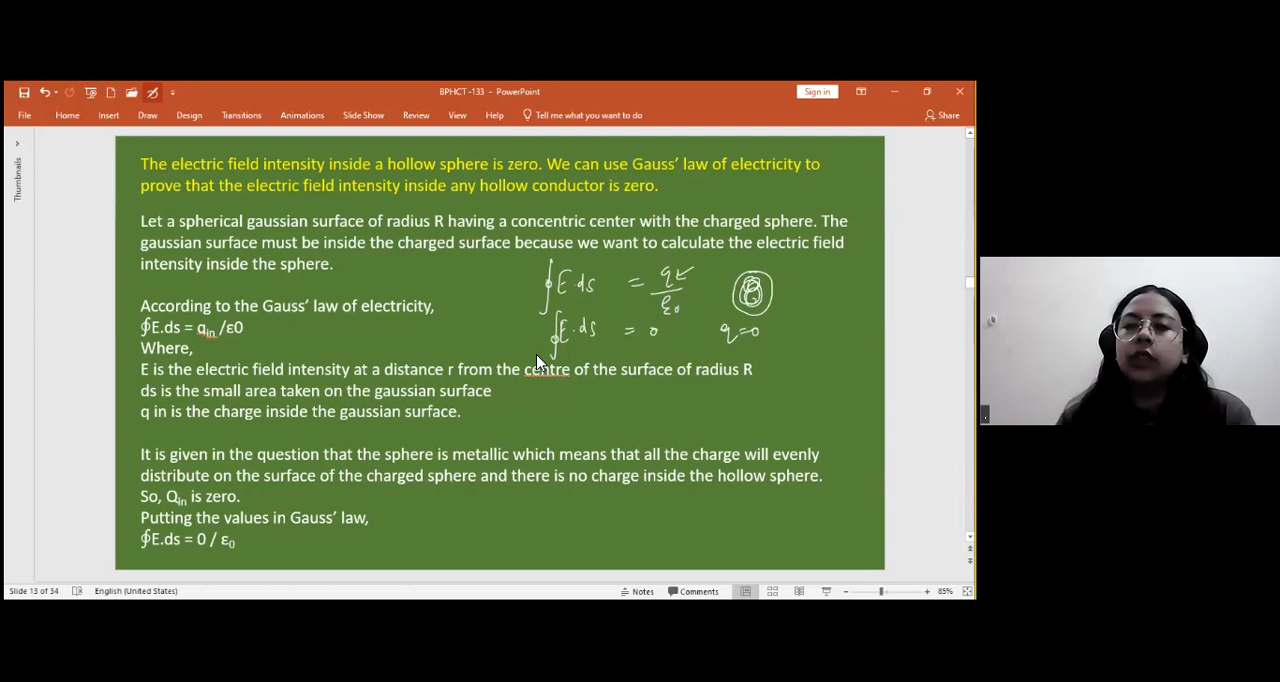 BPHCT-133 - PowerPoint
Sign in
File Home Insert Draw Design Transitions Animations Slide Show Review View Help Tell me what you want to do Share
Thumbnails
The electric field intensity inside a hollow sphere is zero. We can use Gauss' law of electricity to
prove that the electric field intensity inside any hollow conductor is zero.
Let a spherical gaussian surface of radius R having a concentric center with the charged sphere. The
gaussian surface must be inside the charged surface because we want to calculate the electric field
intensity inside the sphere.
∮E.ds = q/ε₀
According to the Gauss' law of electricity,
∮E.ds = qin /ε0
∮E.ds = 0 q=0
Where,
E is the electric field intensity at a distance r from the centre of the surface of radius R
ds is the small area taken on the gaussian surface
q in is the charge inside the gaussian surface.
It is given in the question that the sphere is metallic which means that all the charge will evenly
distribute on the surface of the charged sphere and there is no charge inside the hollow sphere.
So, Qin is zero.
Putting the values in Gauss' law,
∮E.ds = 0 / ε₀
Slide 13 of 34 English (United States) Notes Comments 85%